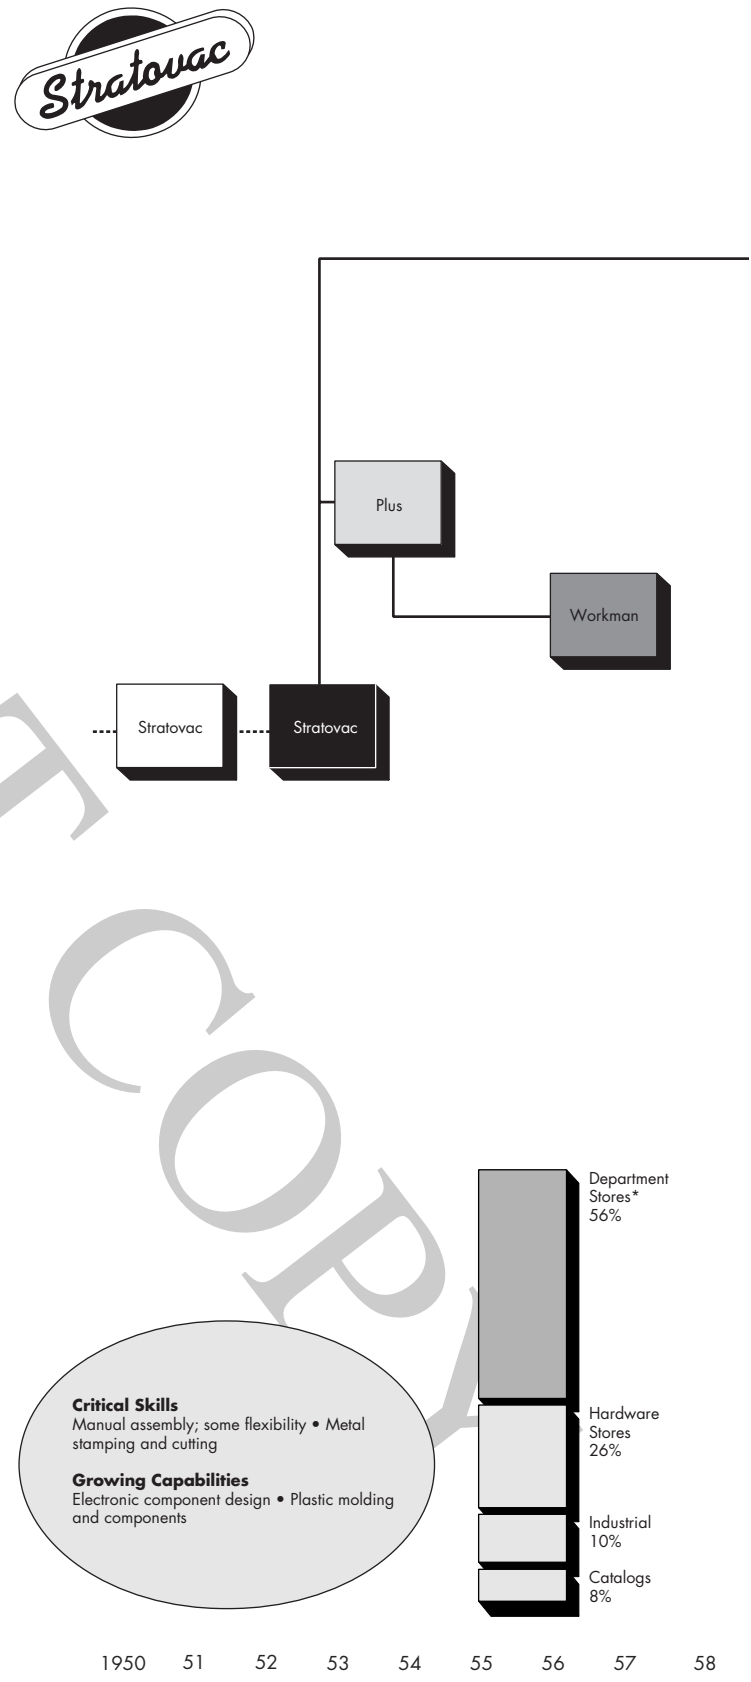 Stratovac
Plus
Workman
Stratovac
Stratovac
T COPY
Department
Stores*
56%
Critical Skills
Manual assembly; some flexibility • Metal
stamping and cutting
Growing Capabilities
Electronic component design • Plastic molding
and components
Hardware
Stores
26%
Industrial
10%
Catalogs
8%
1950 51 52 53 54 55 56 57 58